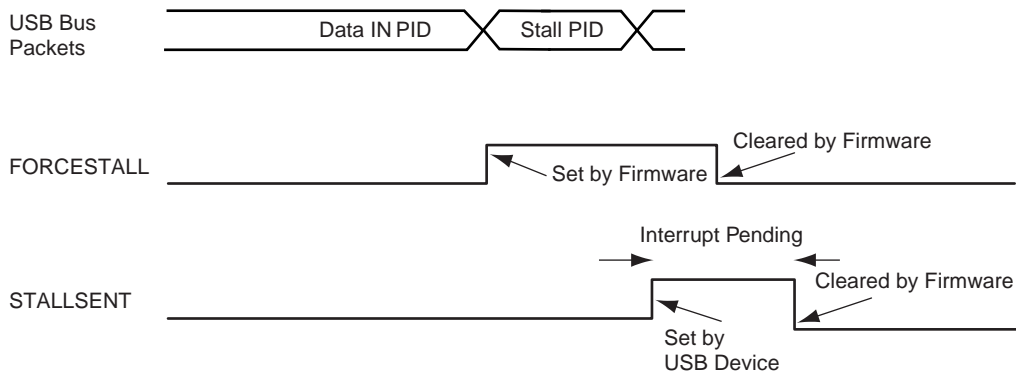 USB Bus
Packets
Data IN PID
Stall PID
FORCESTALL
Set by Firmware
Cleared by Firmware
Interrupt Pending
STALLSENT
Cleared by Firmware
Set by
USB Device